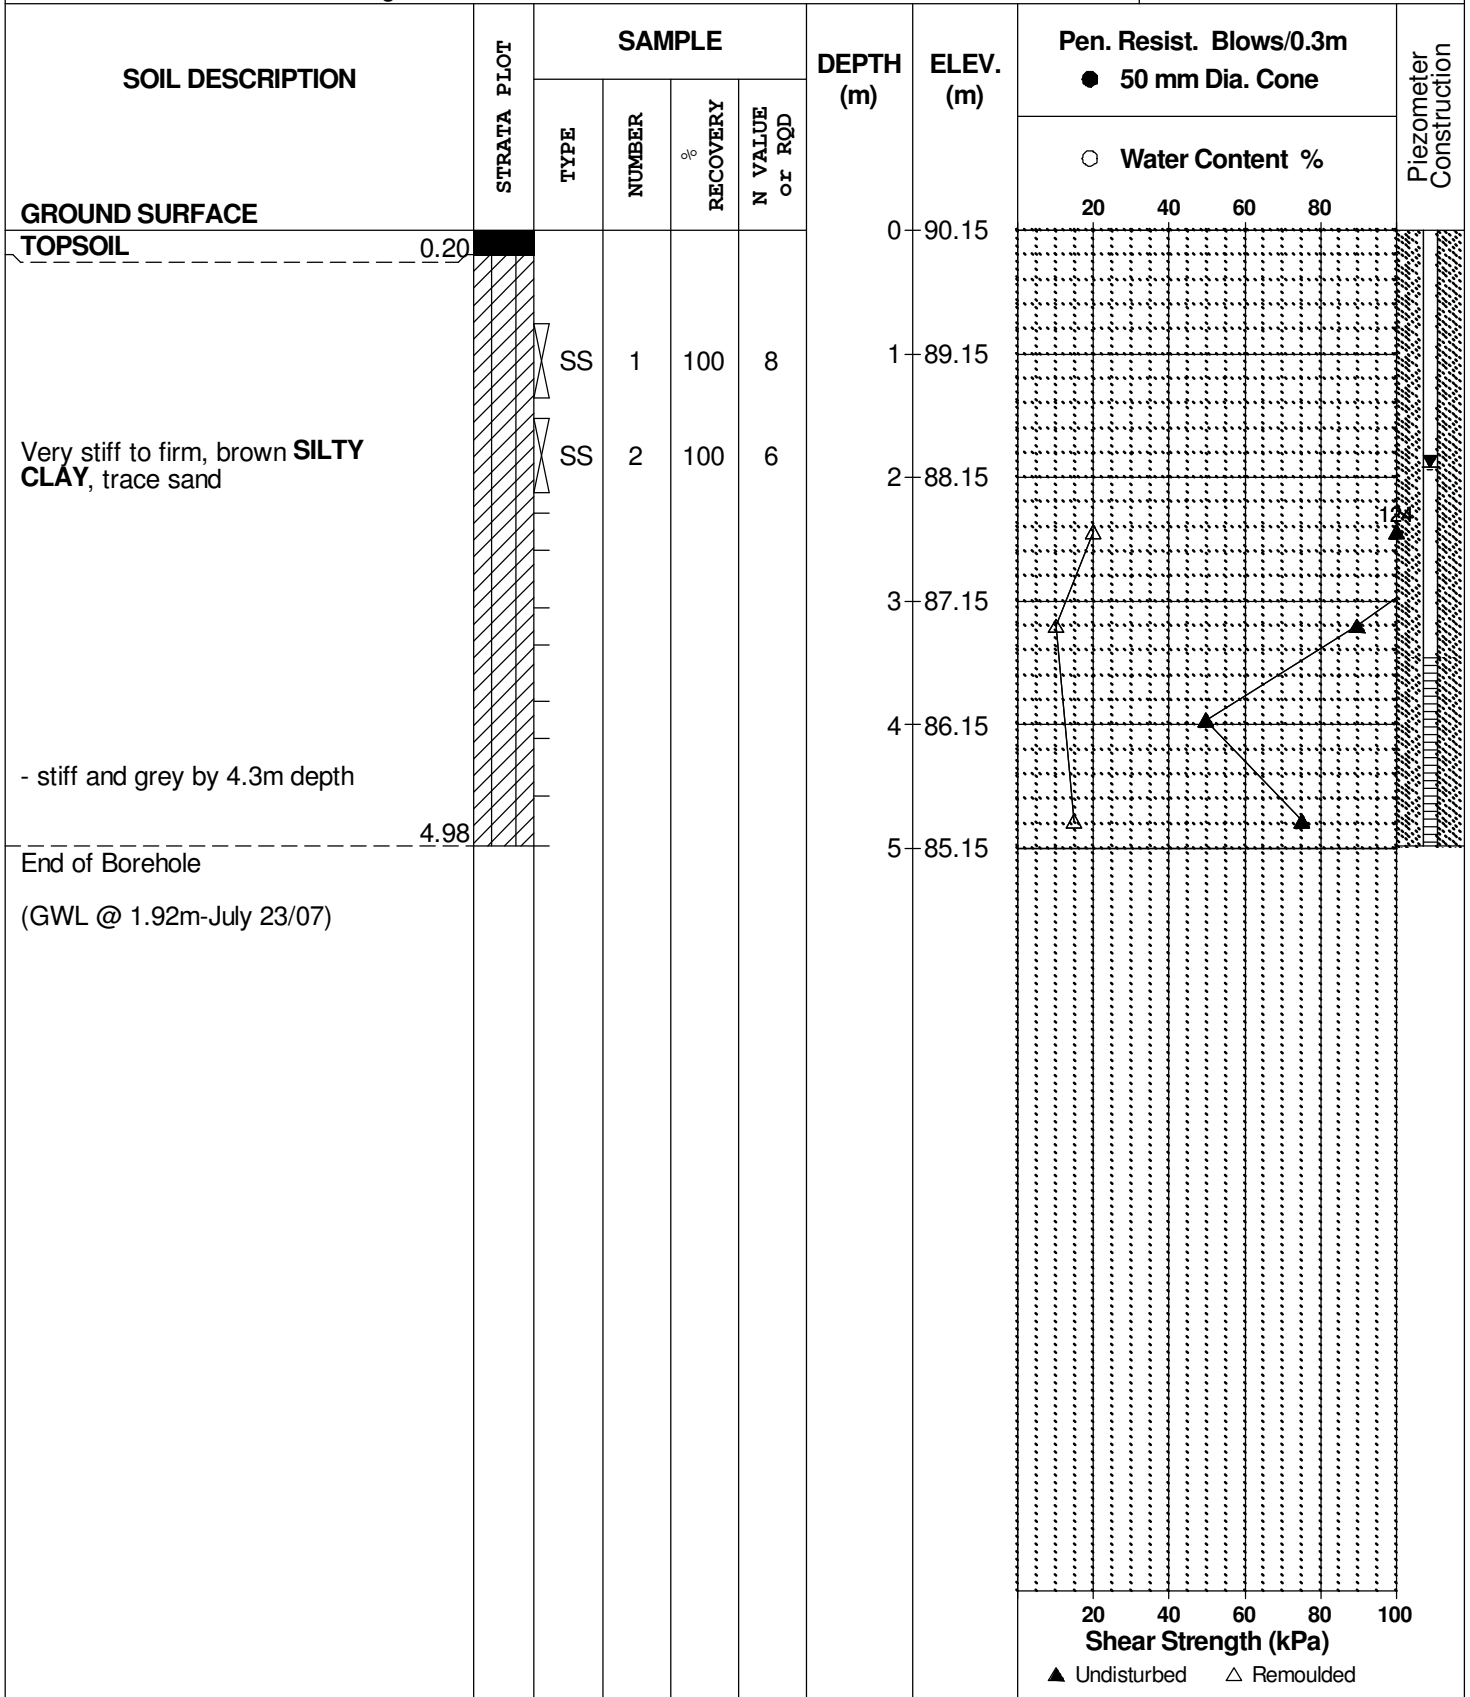 SOIL DESCRIPTION
STRATA PLOT
SAMPLE
TYPE
NUMBER
% RECOVERY
N VALUE
or RQD
DEPTH
(m)
ELEV.
(m)
Pen. Resist. Blows/0.3m
● 50 mm Dia. Cone
○ Water Content %
Piezometer
Construction
GROUND SURFACE
20 40 60 80
TOPSOIL 0.20
0 90.15
SS 1 100 8
1 89.15
Very stiff to firm, brown SILTY
CLAY, trace sand
SS 2 100 6
2 88.15
124
3 87.15
4 86.15
- stiff and grey by 4.3m depth
4.98
5 85.15
End of Borehole
(GWL @ 1.92m-July 23/07)
20 40 60 80 100
Shear Strength (kPa)
▲ Undisturbed △ Remoulded